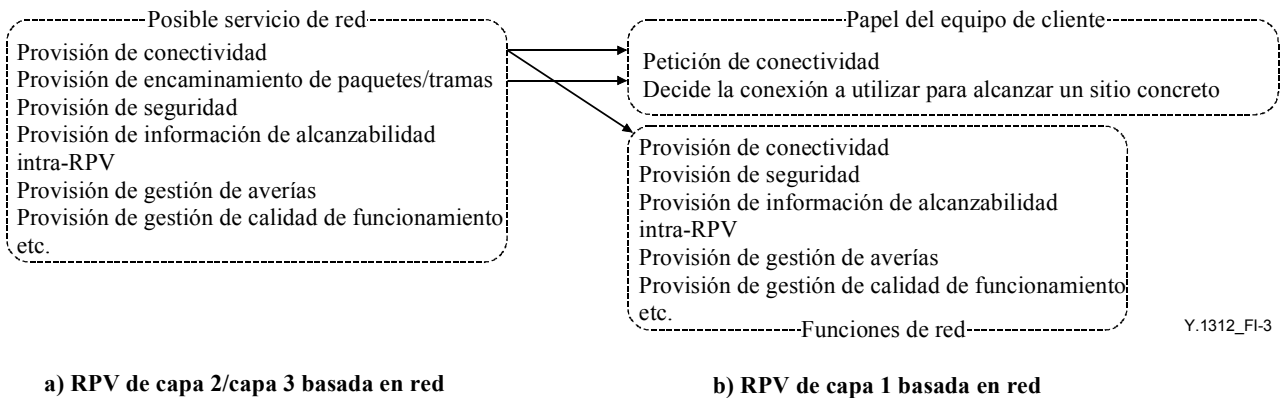 Posible servicio de red
Provisión de conectividad
Provisión de encaminamiento de paquetes/tramas
Provisión de seguridad
Provisión de información de alcanzabilidad
intra-RPV
Provisión de gestión de averías
Provisión de gestión de calidad de funcionamiento
etc.
Papel del equipo de cliente
Petición de conectividad
Decide la conexión a utilizar para alcanzar un sitio concreto
Provisión de conectividad
Provisión de seguridad
Provisión de información de alcanzabilidad
intra-RPV
Provisión de gestión de averías
Provisión de gestión de calidad de funcionamiento
etc.
Funciones de red
Y.1312_FI-3
a) RPV de capa 2/capa 3 basada en red
b) RPV de capa 1 basada en red